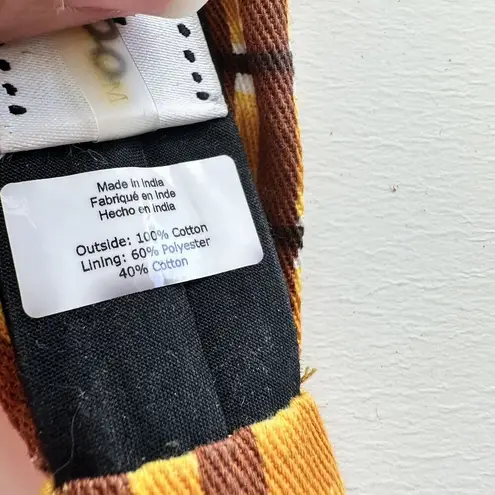 Made in India
Fabriqué en Inde
Hecho en India
Outside: 100% Cotton
Lining: 60% Polyester
40% Cotton